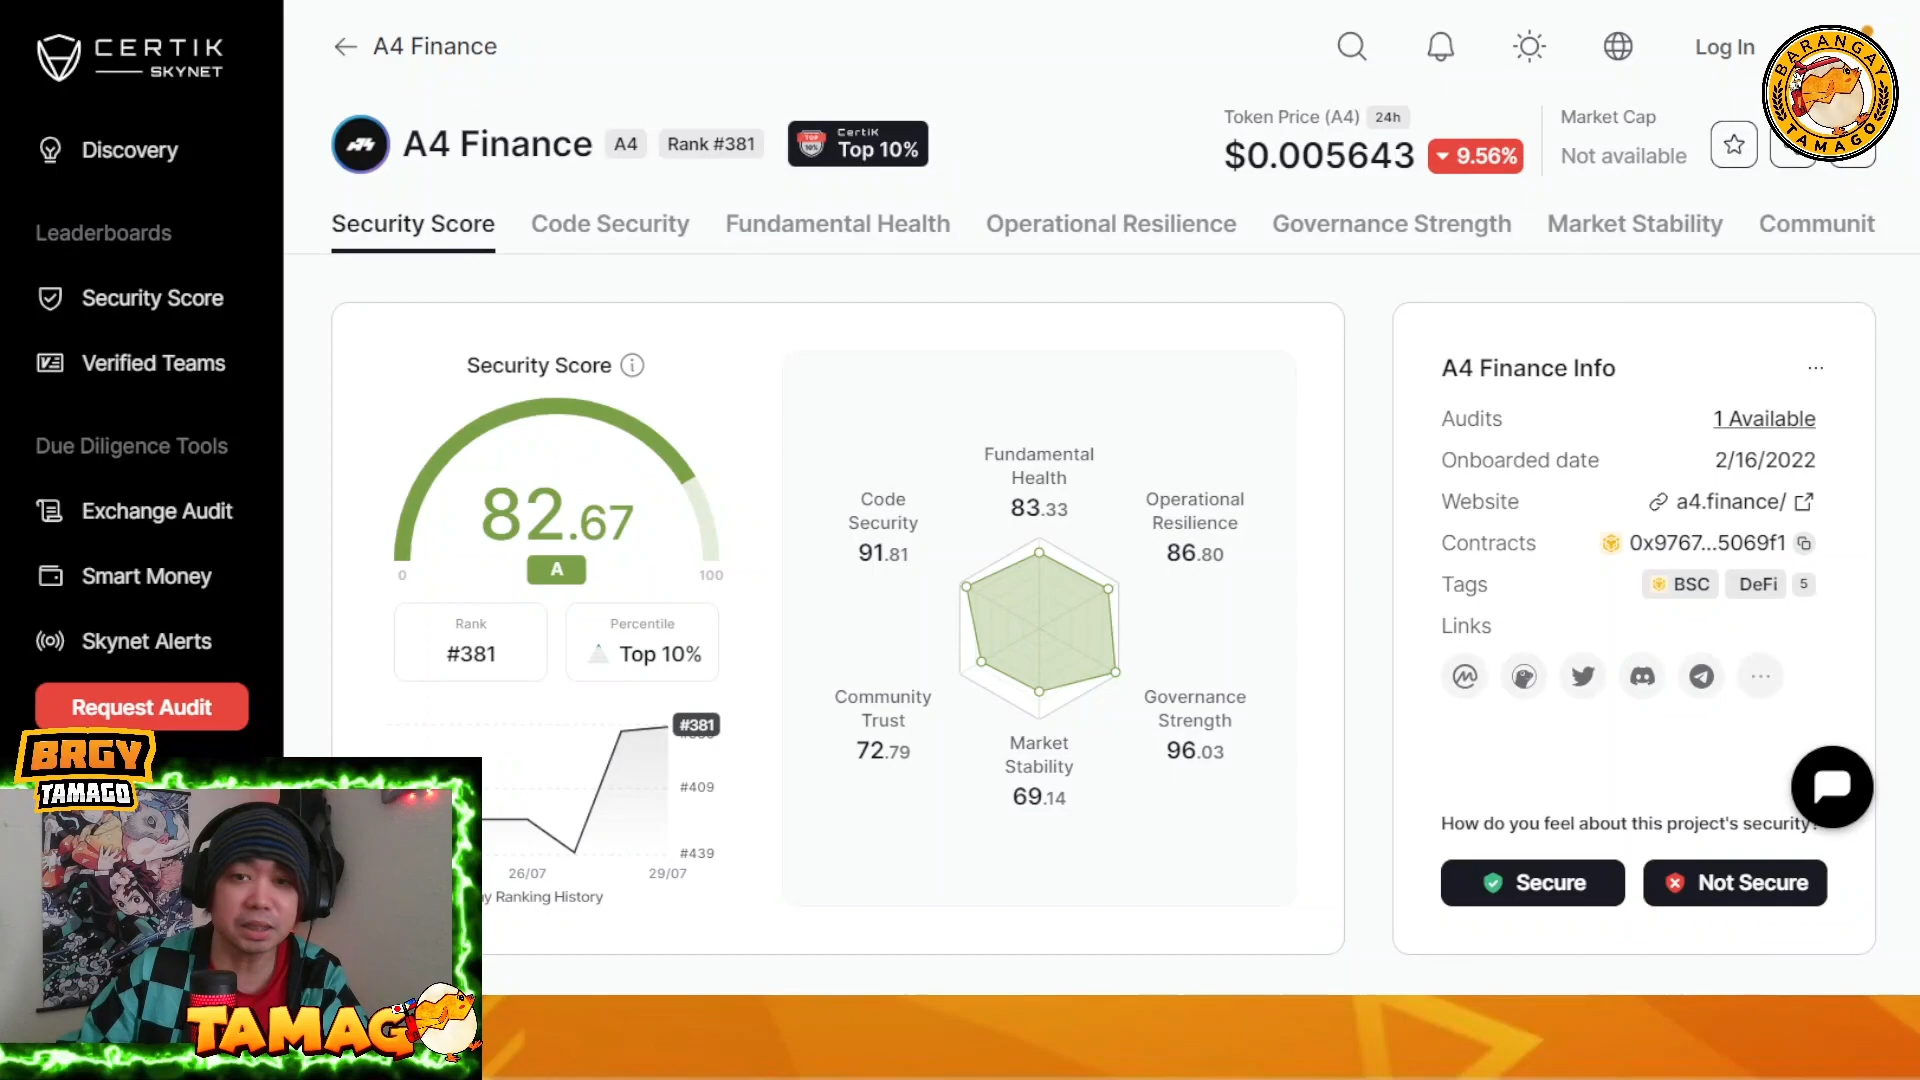 CERTIK
SKYNET
Discovery
Leaderboards
Security Score
Verified Teams
Due Diligence Tools
Exchange Audit
Smart Money
Skynet Alerts
Request Audit
A4 Finance
Log In
BARANGAY
TAMAGO
A4 Finance
A4
Rank #381
TOP
10%
CertiK
Top 10%
Token Price (A4)
24h
$0.005643
9.56%
Market Cap
Not available
Security Score
Code Security
Fundamental Health
Operational Resilience
Governance Strength
Market Stability
Communit
Security Score
82.67
A
0
100
Rank
#381
Percentile
Top 10%
#381
#409
#439
26/07
29/07
y Ranking History
Fundamental
Health
83.33
Code
Security
91.81
Operational
Resilience
86.80
Community
Trust
72.79
Governance
Strength
96.03
Market
Stability
69.14
A4 Finance Info
Audits
1 Available
Onboarded date
2/16/2022
Website
a4.finance/
Contracts
0x9767...5069f1
Tags
BSC
DeFi
5
Links
How do you feel about this project's security?
Secure
Not Secure
BRGY
TAMAGO
TAMAGO